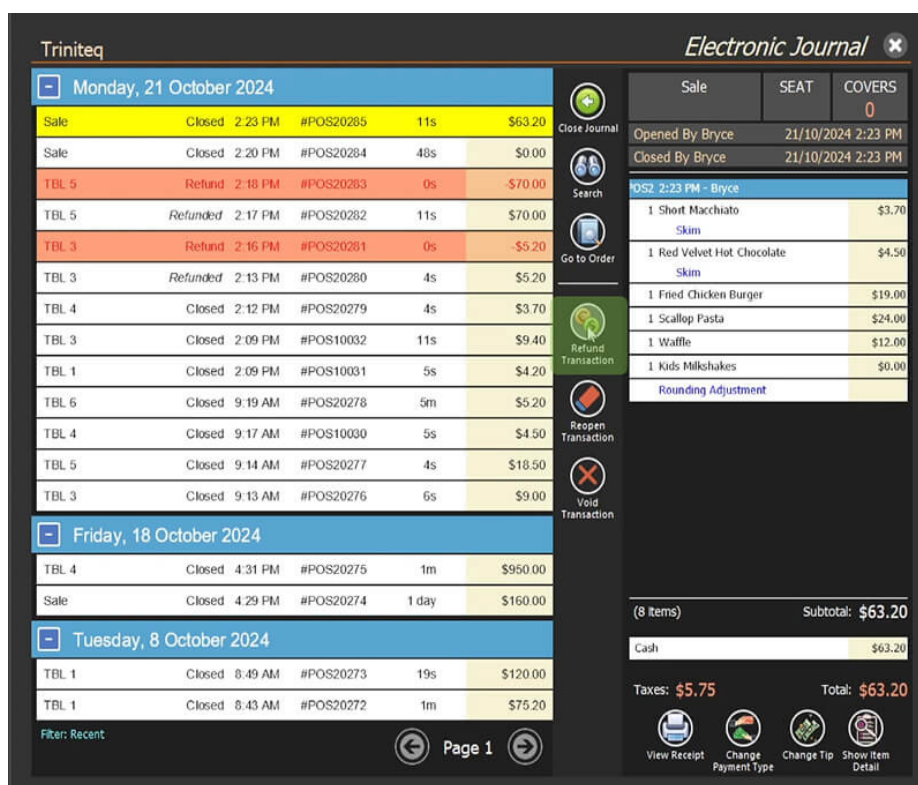 Triniteq
Electronic Journal
Monday, 21 October 2024
Sale Closed 2:23 PM #POS20285 11s $63.20
Sale Closed 2:20 PM #POS20284 48s $0.00
TBL 5 Refund 2:18 PM #POS20283 0s -$70.00
TBL 5 Refunded 2:17 PM #POS20282 11s $70.00
TBL 3 Refund 2:16 PM #POS20281 0s -$5.20
TBL 3 Refunded 2:13 PM #POS20280 4s $5.20
TBL 4 Closed 2:12 PM #POS20279 4s $3.70
TBL 3 Closed 2:09 PM #POS10032 11s $9.40
TBL 1 Closed 2:09 PM #POS10031 5s $4.20
TBL 6 Closed 9:19 AM #POS20278 5m $5.20
TBL 4 Closed 9:17 AM #POS10030 5s $4.50
TBL 5 Closed 9:14 AM #POS20277 4s $18.50
TBL 3 Closed 9:13 AM #POS20276 6s $9.00
Friday, 18 October 2024
TBL 4 Closed 4:31 PM #POS20275 1m $950.00
Sale Closed 4:29 PM #POS20274 1 day $160.00
Tuesday, 8 October 2024
TBL 1 Closed 8:49 AM #POS20273 19s $120.00
TBL 1 Closed 8:43 AM #POS20272 1m $75.20
Filter: Recent
Page 1
Close Journal
Search
Go to Order
Refund
Transaction
Reopen
Transaction
Void
Transaction
Sale SEAT COVERS
0
Opened By Bryce 21/10/2024 2:23 PM
Closed By Bryce 21/10/2024 2:23 PM
POS2 2:23 PM - Bryce
1 Short Macchiato $3.70
Skim
1 Red Velvet Hot Chocolate $4.50
Skim
1 Fried Chicken Burger $19.00
1 Scallop Pasta $24.00
1 Waffle $12.00
1 Kids Milkshakes $0.00
Rounding Adjustment
(8 Items) Subtotal: $63.20
Cash $63.20
Taxes: $5.75 Total: $63.20
View Receipt
Change
Payment Type
Change Tip
Show Item
Detail